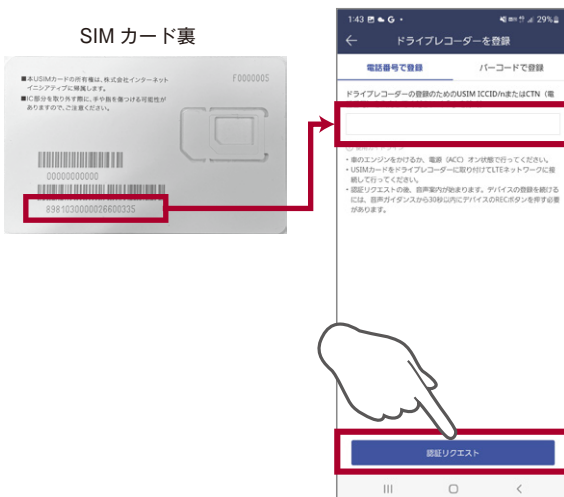 SIM カード裏
■本USIMカードの所有権は、株式会社インターネット
イニシアティブに帰属します。
■IC部分を取り外す際に、手や指を傷つける可能性が
ありますので、ご注意ください。
F0000005
00000000000
8981030000026600335
1:43
29%
ドライブレコーダーを登録
電話番号で登録
バーコードで登録
ドライブレコーダーの登録のためのUSIM ICCID/nまたはCTN（電
・車のエンジンをかけるか、電源（ACC）オン状態で行ってください。
・USIMカードをドライブレコーダーに取り付けてLTEネットワークに接
続して行ってください。
・認証リクエストの後、音声案内が始まります。デバイスの登録を続ける
には、音声ガイダンスから30秒以内にデバイスのRECボタンを押す必要
があります。
認証リクエスト